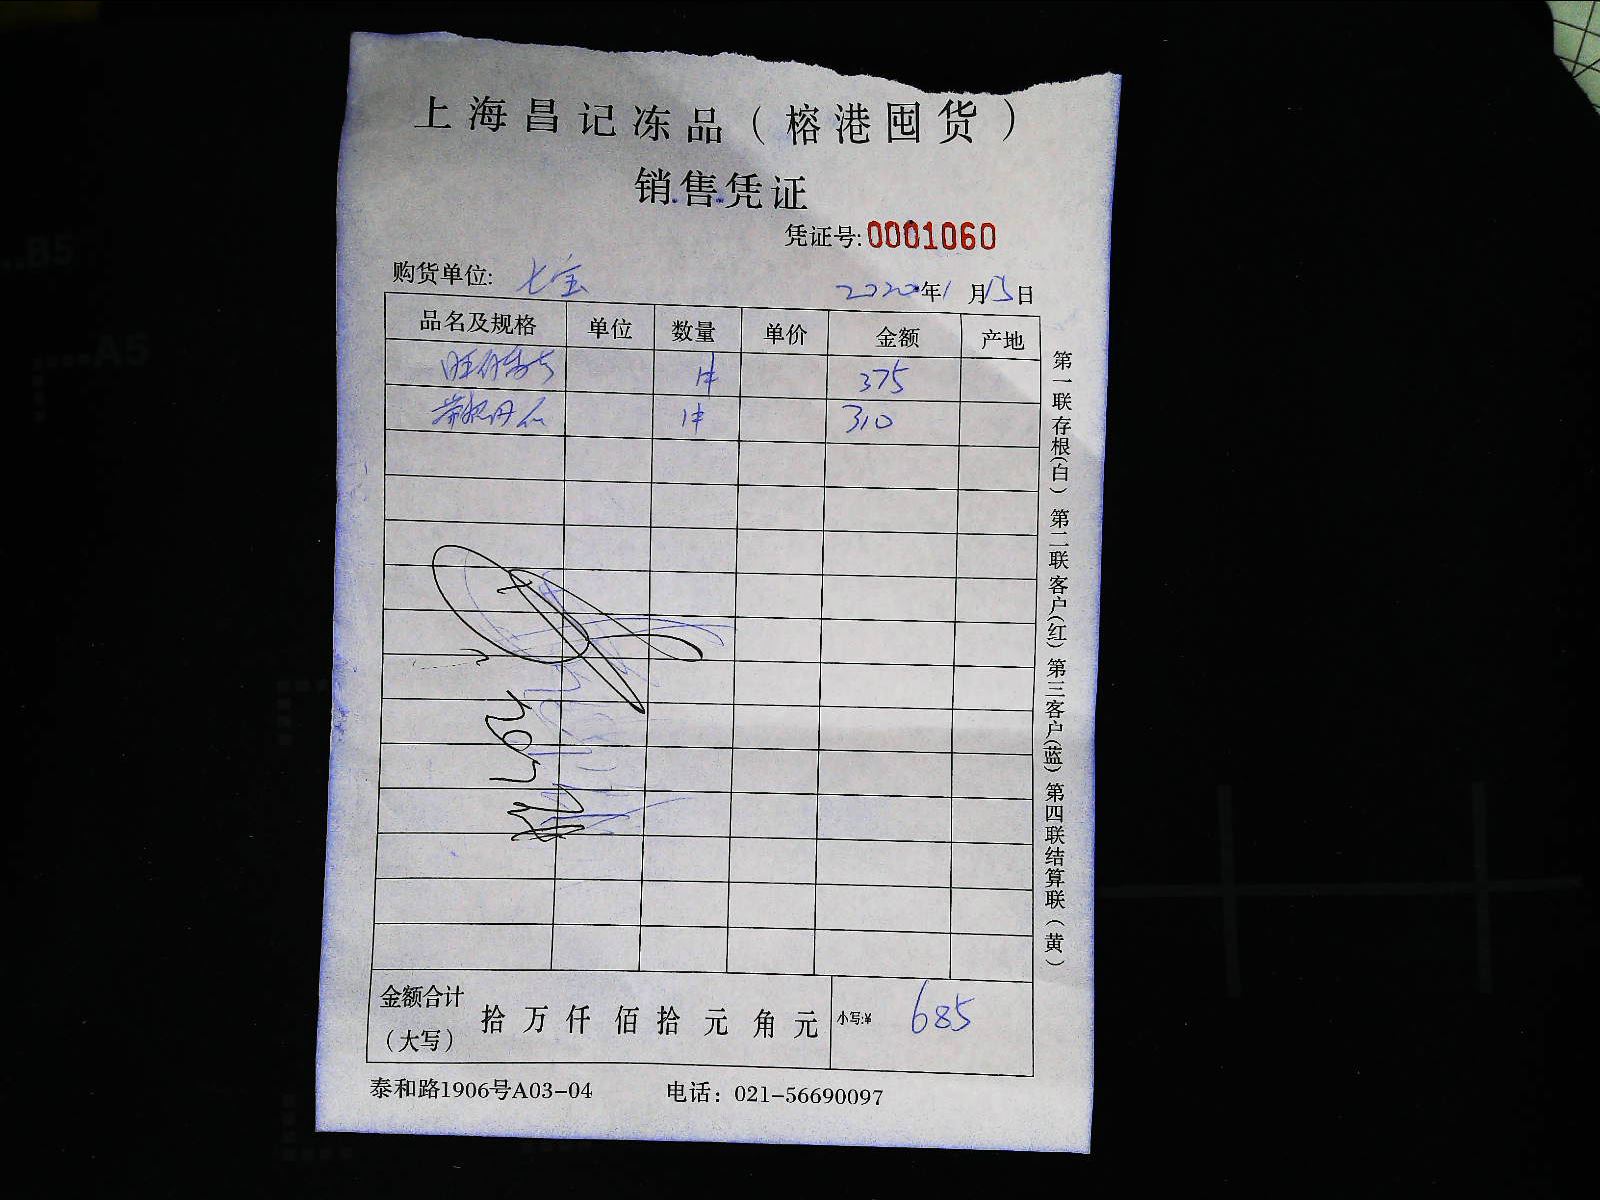 上海昌记冻品（榕港囤货）
销售凭证
凭证号:0001060
购货单位: 七宝 2020年1月15日
品名及规格 单位 数量 单价 金额 产地
1件 375
1件 310
金额合计（大写） 拾 万 仟 佰 拾 元 角 元 小写:¥ 685
泰和路1906号A03-04 电话：021-56690097
第一联存根(白) 第二联客户(红) 第三客户(蓝) 第四联结算联(黄)
B5
A5